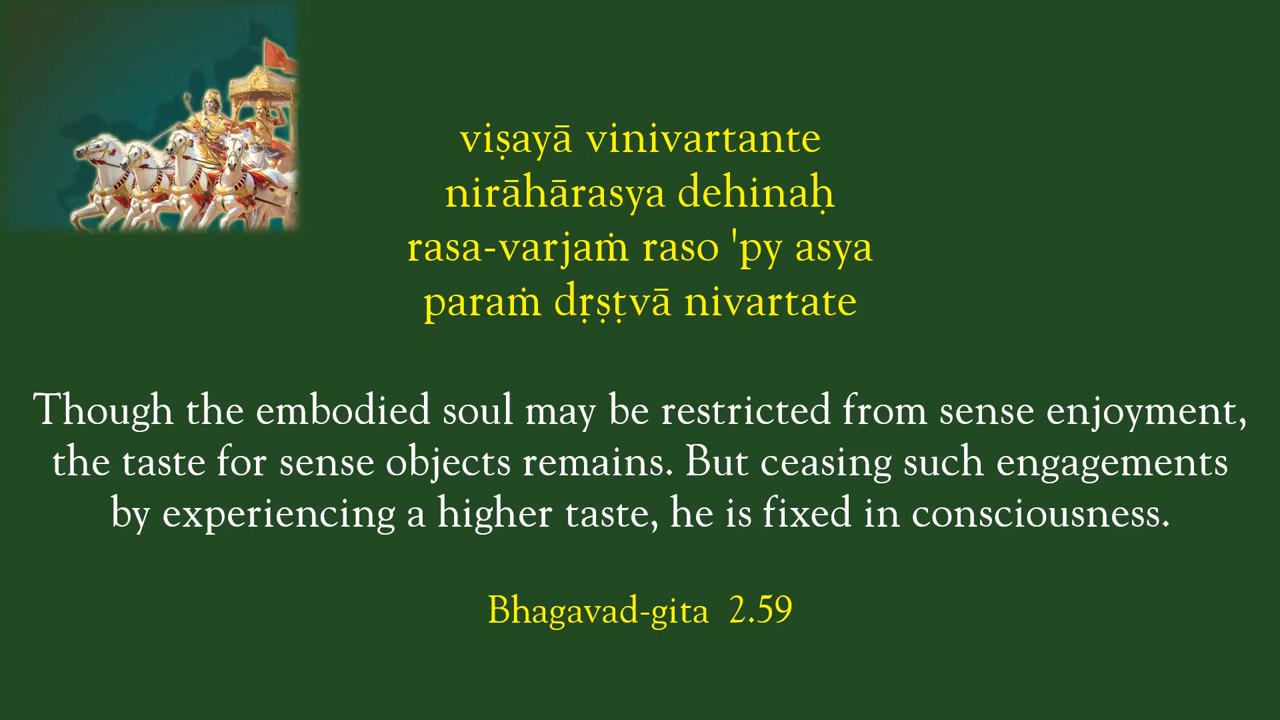 viṣayā vinivartante
nirāhārasya dehinaḥ
rasa-varjaṁ raso 'py asya
paraṁ dṛṣṭvā nivartate
Though the embodied soul may be restricted from sense enjoyment,
the taste for sense objects remains. But ceasing such engagements
by experiencing a higher taste, he is fixed in consciousness.
Bhagavad-gita 2.59